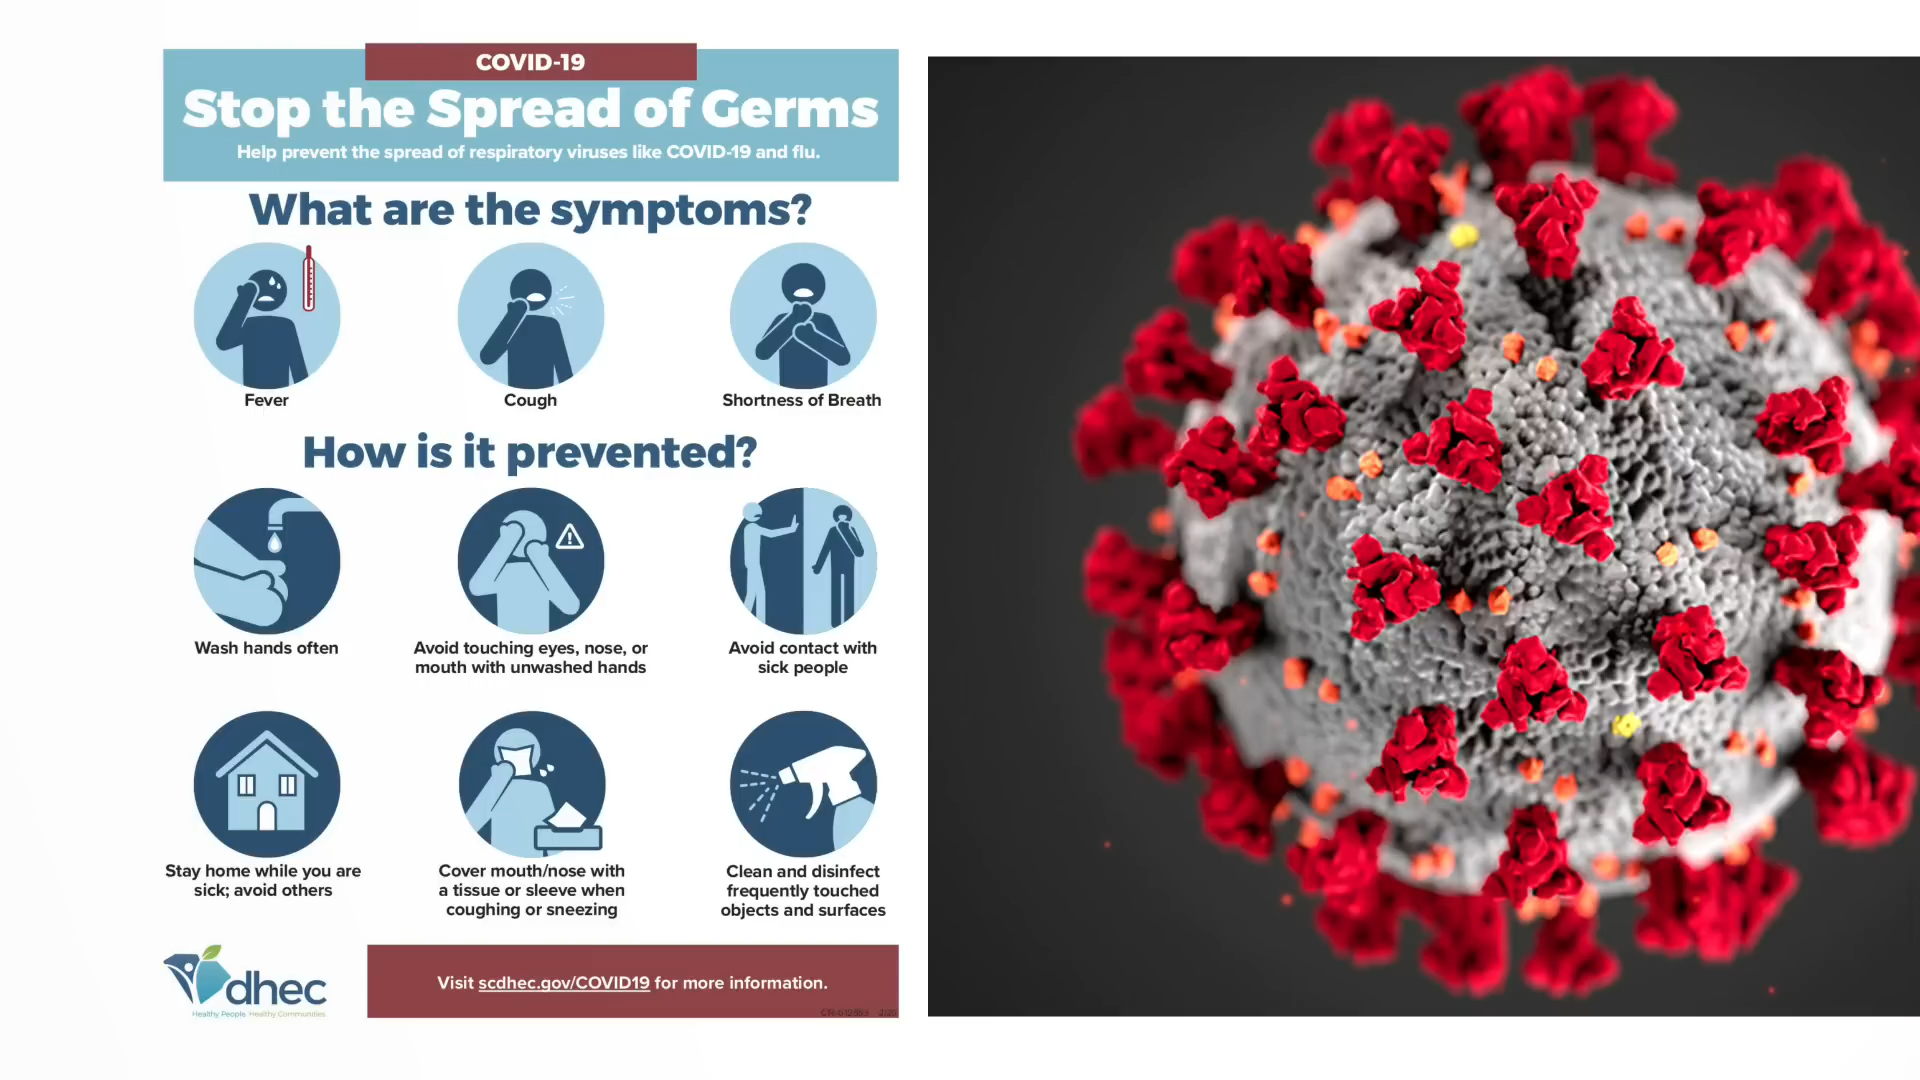 COVID-19
Stop the Spread of Germs
Help prevent the spread of respiratory viruses like COVID-19 and flu.
What are the symptoms?
Fever
Cough
Shortness of Breath
How is it prevented?
Wash hands often
Avoid touching eyes, nose, or
mouth with unwashed hands
Avoid contact with
sick people
Stay home while you are
sick; avoid others
Cover mouth/nose with
a tissue or sleeve when
coughing or sneezing
Clean and disinfect
frequently touched
objects and surfaces
dhec
Healthy People Healthy Communities
Visit scdhec.gov/COVID19 for more information.